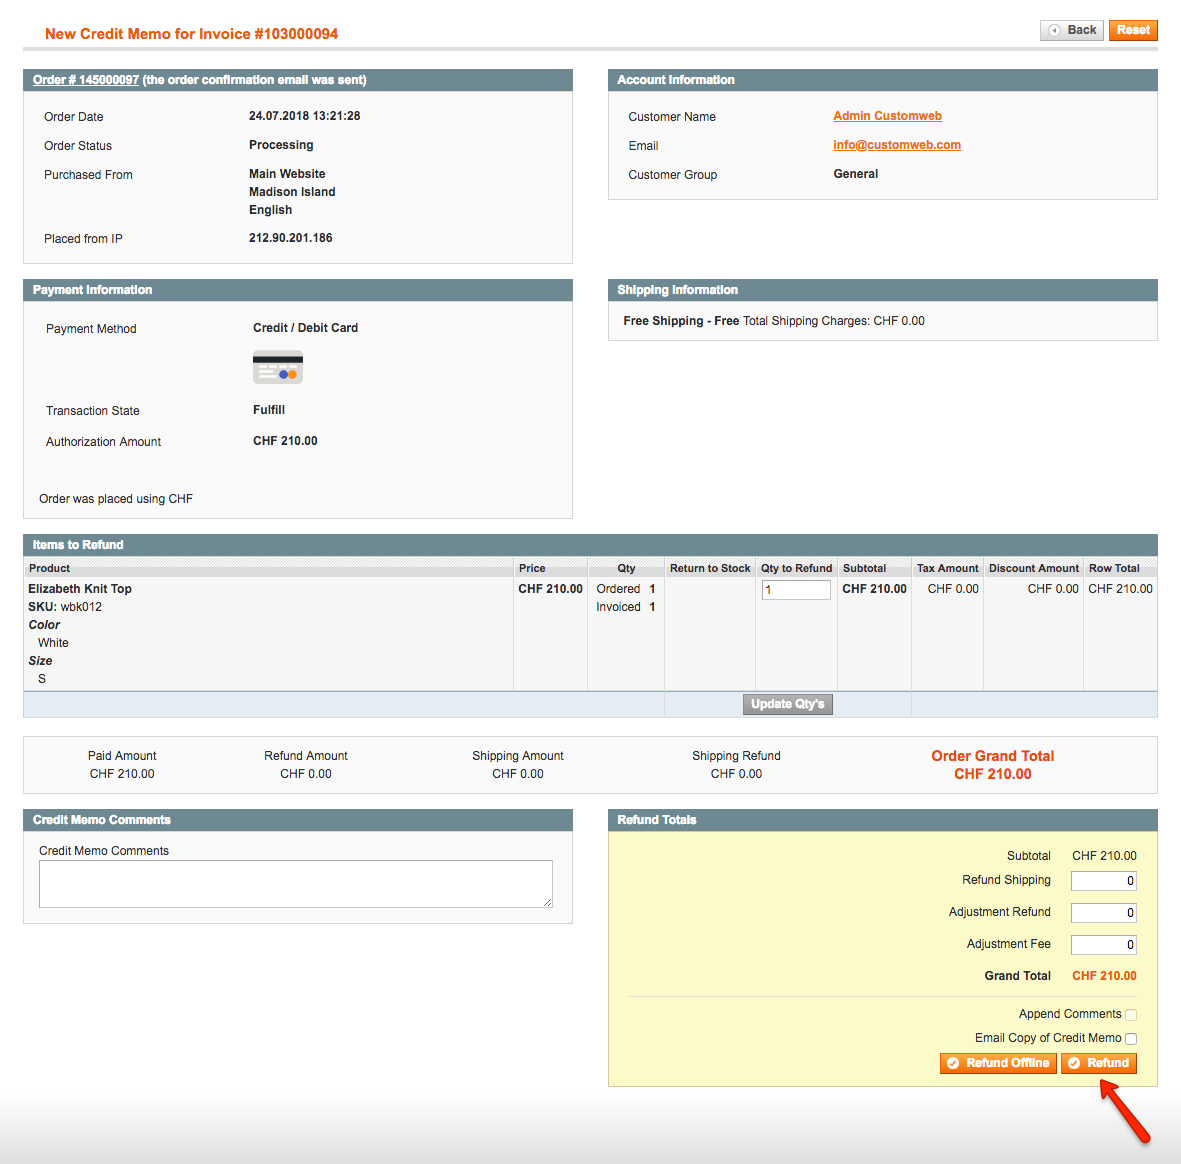 New Credit Memo for Invoice #103000094
Back
Reset
Order # 145000097 (the order confirmation email was sent)
Order Date 24.07.2018 13:21:28
Order Status Processing
Purchased From Main Website
Madison Island
English
Placed from IP 212.90.201.186
Account Information
Customer Name Admin Customweb
Email info@customweb.com
Customer Group General
Payment Information
Payment Method Credit / Debit Card
Transaction State Fulfill
Authorization Amount CHF 210.00
Order was placed using CHF
Shipping Information
Free Shipping - Free Total Shipping Charges: CHF 0.00
Items to Refund
Product Price Qty Return to Stock Qty to Refund Subtotal Tax Amount Discount Amount Row Total
Elizabeth Knit Top CHF 210.00 Ordered 1 1 CHF 210.00 CHF 0.00 CHF 0.00 CHF 210.00
SKU: wbk012 Invoiced 1
Color
White
Size
S
Update Qty's
Paid Amount Refund Amount Shipping Amount Shipping Refund Order Grand Total
CHF 210.00 CHF 0.00 CHF 0.00 CHF 0.00 CHF 210.00
Credit Memo Comments
Credit Memo Comments
Refund Totals
Subtotal CHF 210.00
Refund Shipping 0
Adjustment Refund 0
Adjustment Fee 0
Grand Total CHF 210.00
Append Comments
Email Copy of Credit Memo
Refund Offline Refund